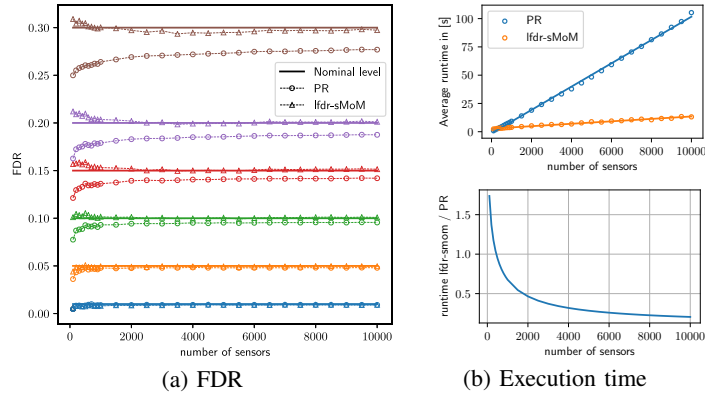 0.30
0.25
0.20
0.15
0.10
0.05
0.00
FDR
Nominal level
PR
lfdr-sMoM
0 2000 4000 6000 8000 10000
number of sensors
(a) FDR
100
75
50
25
0
Average runtime in [s]
PR
lfdr-sMoM
0 2000 4000 6000 8000 10000
number of sensors
1.5
1.0
0.5
runtime lfdr-smom / PR
0 2000 4000 6000 8000 10000
number of sensors
(b) Execution time